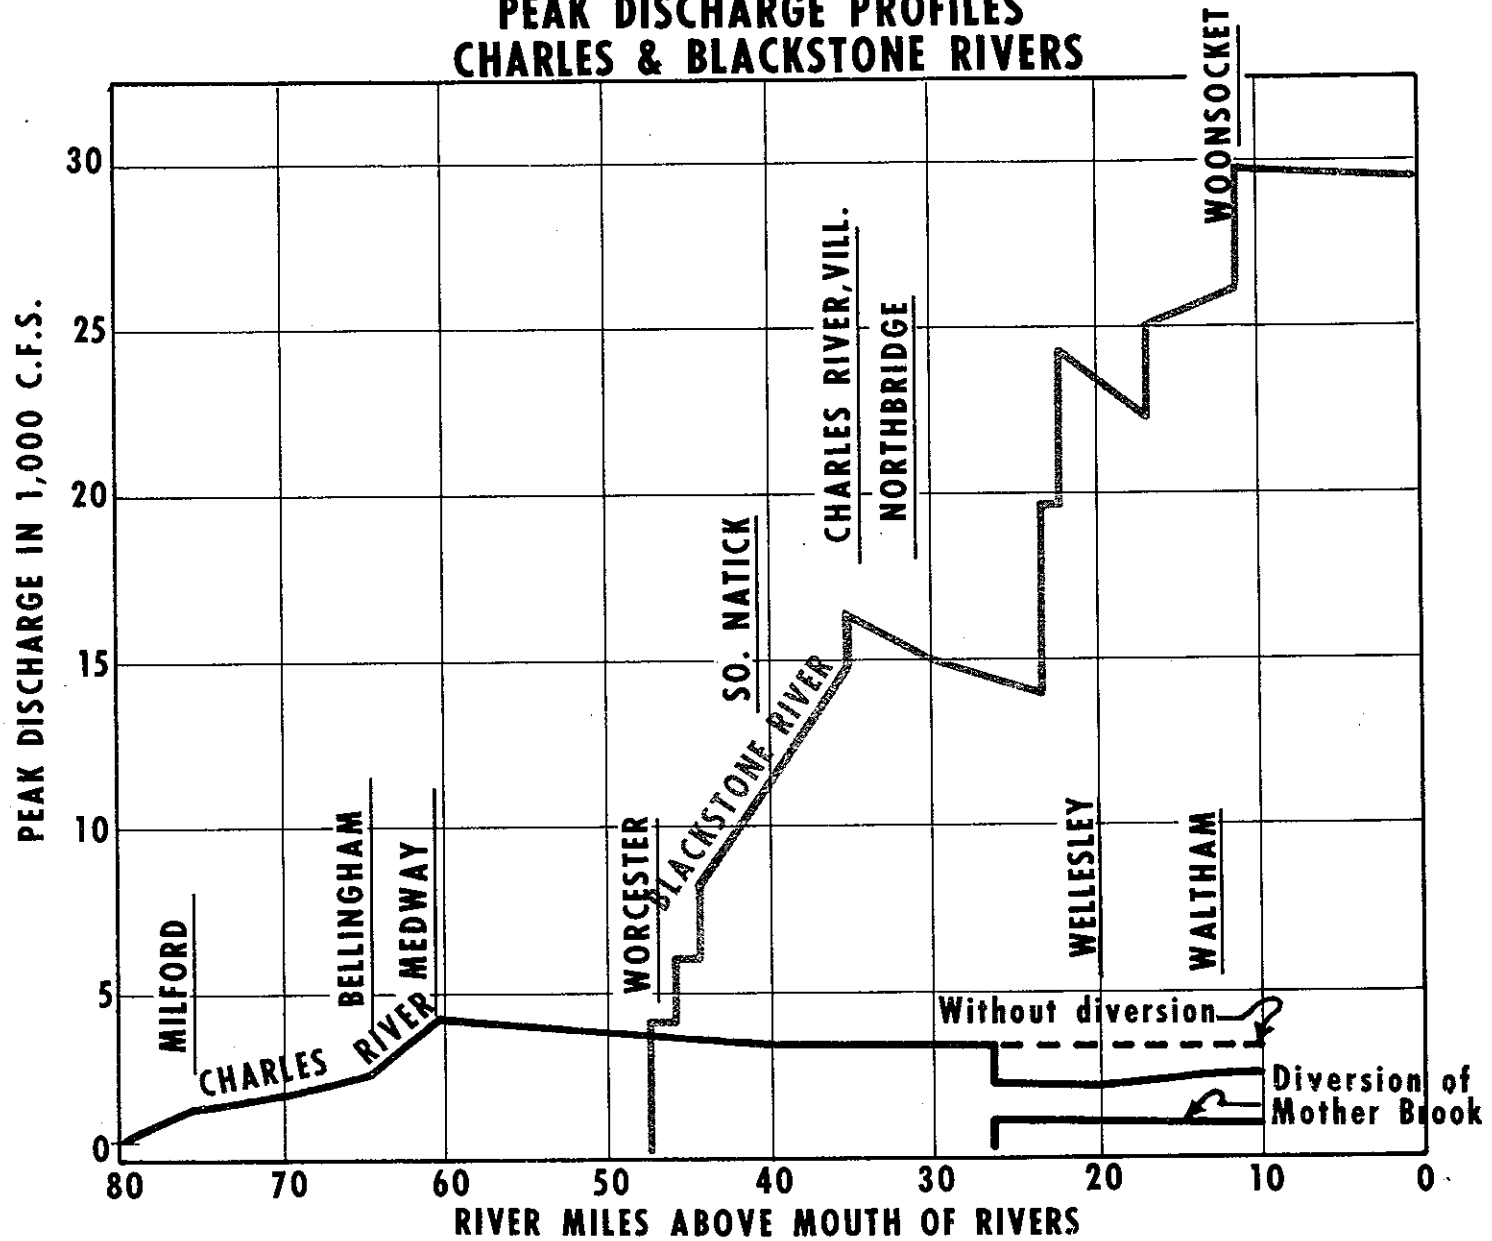 PEAK DISCHARGE PROFILES
CHARLES & BLACKSTONE RIVERS
WOONSOCKET
30
CHARLES RIVER, VILL.
NORTHBRIDGE
25
PEAK DISCHARGE IN 1,000 C.F.S.
20
SO. NATICK
15
BLACKSTONE RIVER
10
BELLINGHAM
MEDWAY
WORCESTER
WELLESLEY
WALTHAM
MILFORD
5
Without diversion
CHARLES RIVER
Diversion of
Mother Brook
0
80 70 60 50 40 30 20 10 0
RIVER MILES ABOVE MOUTH OF RIVERS